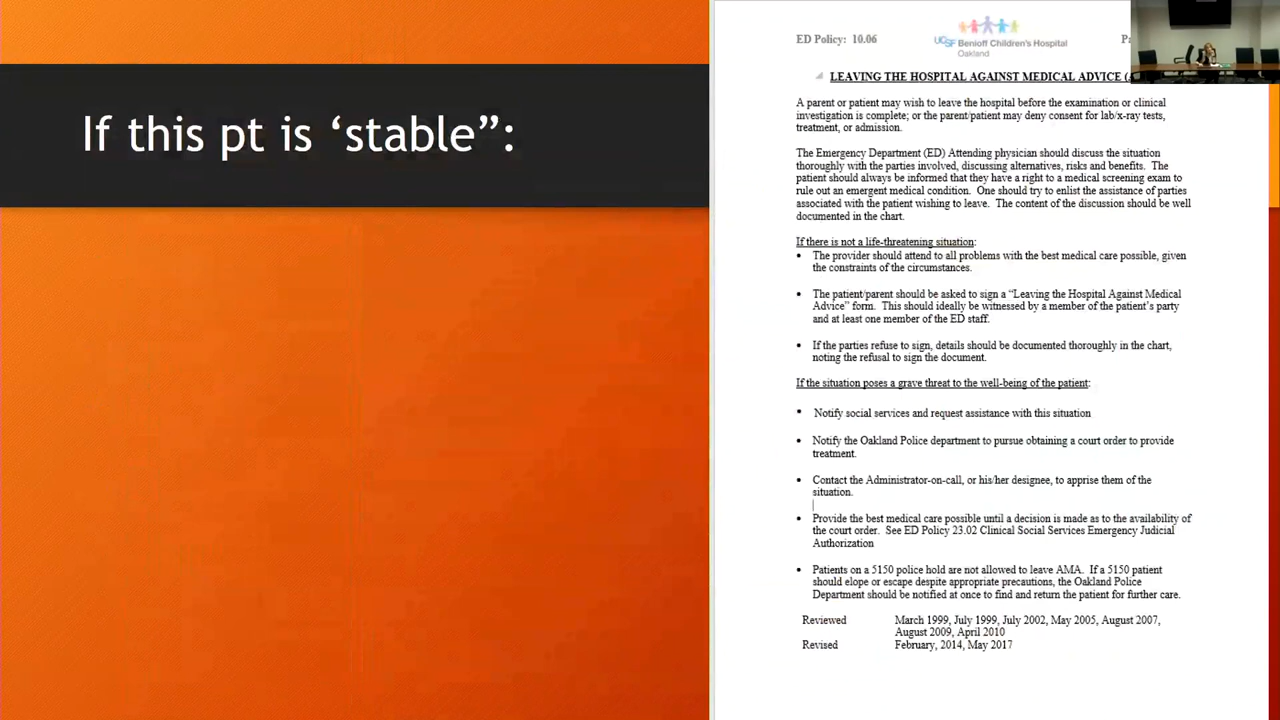 If this pt is ‘stable”:
ED Policy: 10.06
UCSF Benioff Children's Hospital
Oakland
LEAVING THE HOSPITAL AGAINST MEDICAL ADVICE
A parent or patient may wish to leave the hospital before the examination or clinical
investigation is complete; or the parent/patient may deny consent for lab/x-ray tests,
treatment, or admission.
The Emergency Department (ED) Attending physician should discuss the situation
thoroughly with the parties involved, discussing alternatives, risks and benefits. The
patient should always be informed that they have a right to a medical screening exam to
rule out an emergent medical condition. One should try to enlist the assistance of parties
associated with the patient wishing to leave. The content of the discussion should be well
documented in the chart.
If there is not a life-threatening situation:
• The provider should attend to all problems with the best medical care possible, given
the constraints of the circumstances.
• The patient/parent should be asked to sign a “Leaving the Hospital Against Medical
Advice” form. This should ideally be witnessed by a member of the patient’s party
and at least one member of the ED staff.
• If the parties refuse to sign, details should be documented thoroughly in the chart,
noting the refusal to sign the document.
If the situation poses a grave threat to the well-being of the patient:
• Notify social services and request assistance with this situation
• Notify the Oakland Police department to pursue obtaining a court order to provide
treatment.
• Contact the Administrator-on-call, or his/her designee, to apprise them of the
situation.
• Provide the best medical care possible until a decision is made as to the availability of
the court order. See ED Policy 23.02 Clinical Social Services Emergency Judicial
Authorization
• Patients on a 5150 police hold are not allowed to leave AMA. If a 5150 patient
should elope or escape despite appropriate precautions, the Oakland Police
Department should be notified at once to find and return the patient for further care.
Reviewed March 1999, July 1999, July 2002, May 2005, August 2007,
August 2009, April 2010
Revised February, 2014, May 2017